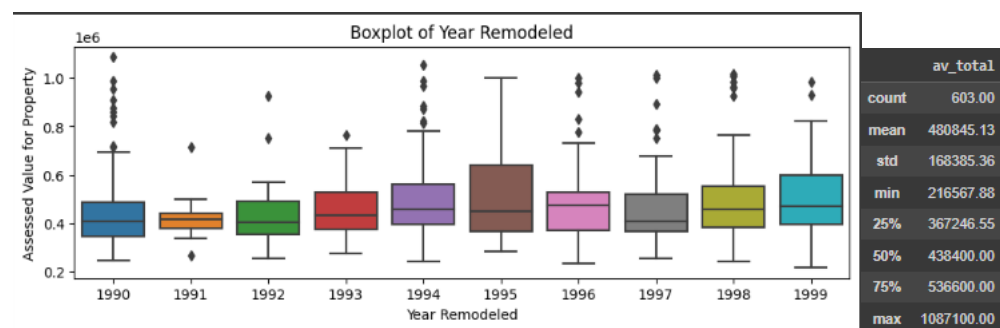 Boxplot of Year Remodeled
1e6
1.0
0.8
0.6
0.4
0.2
Assessed Value for Property
1990 1991 1992 1993 1994 1995 1996 1997 1998 1999
Year Remodeled
av_total
count 603.00
mean 480845.13
std 168385.36
min 216567.88
25% 367246.55
50% 438400.00
75% 536600.00
max 1087100.00